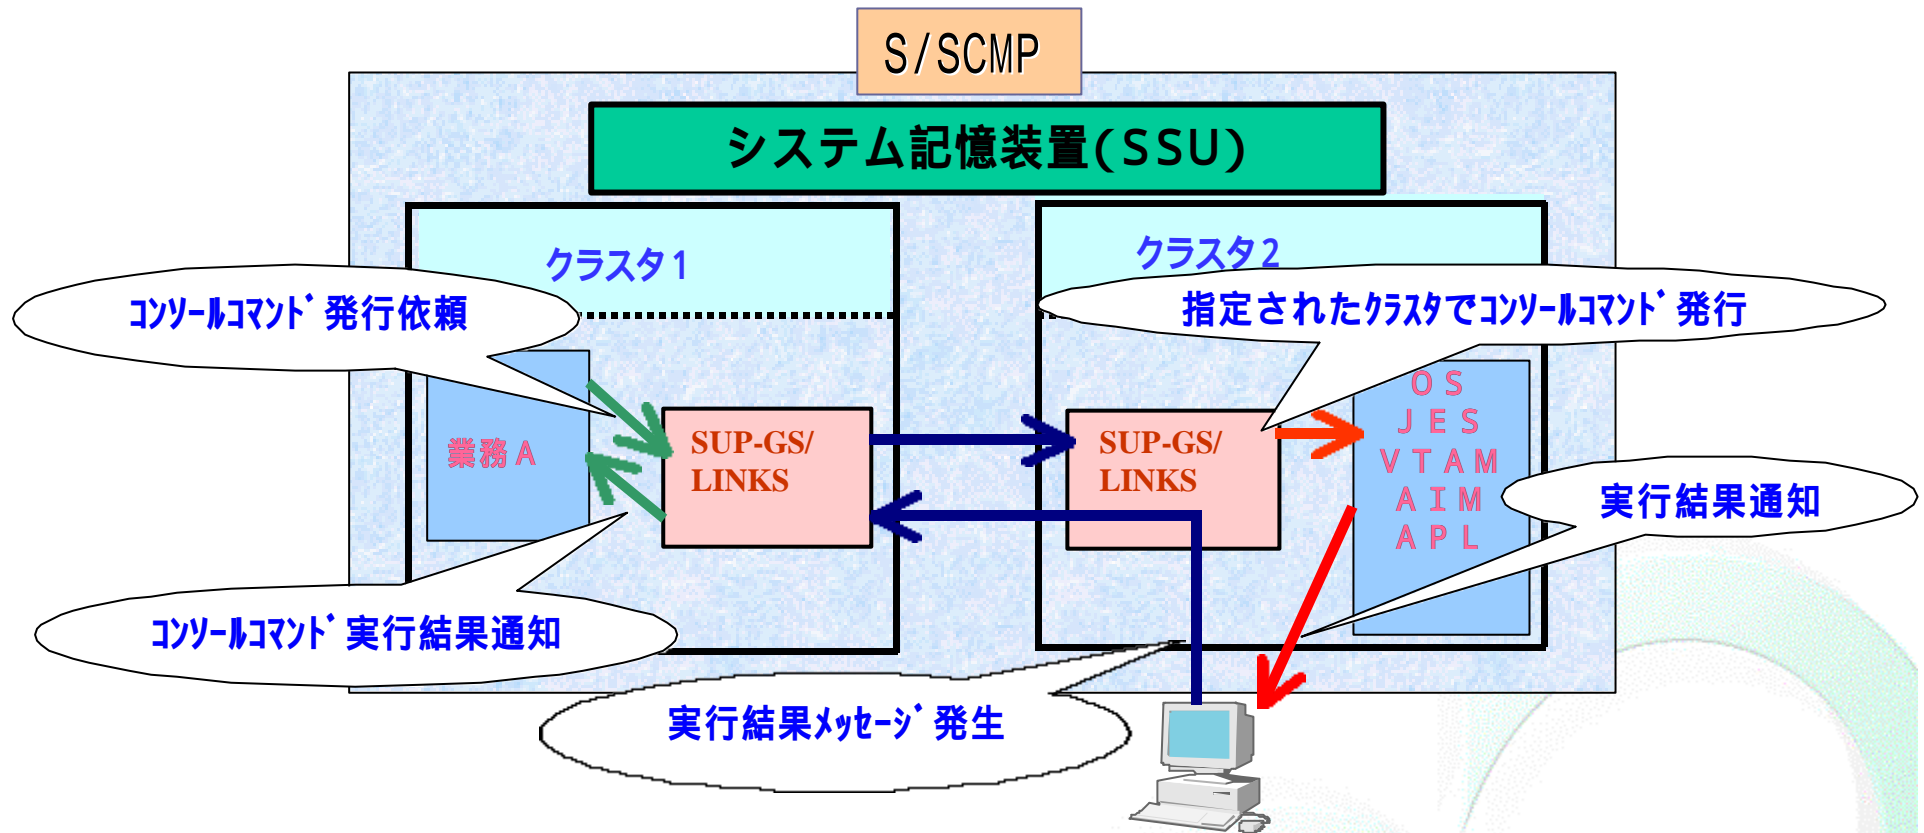 S/SCMP
システム記憶装置(SSU)
クラスタ1
クラスタ2
コンソールコマンド発行依頼
指定されたクラスタでコンソールコマンド発行
業務A
SUP-GS/
LINKS
SUP-GS/
LINKS
OS
JES
VTAM
AIM
APL
実行結果通知
コンソールコマンド実行結果通知
実行結果メッセージ発生